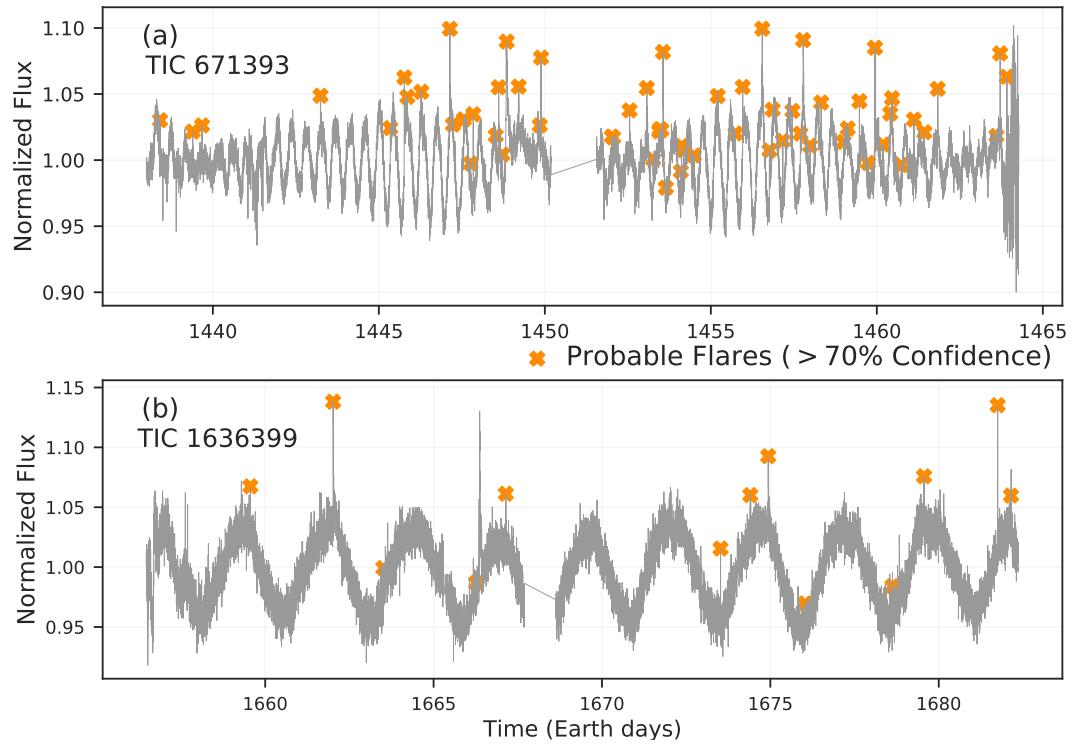 (a)
TIC 671393
Normalized Flux
1.10
1.05
1.00
0.95
0.90
1440 1445 1450 1455 1460 1465
Probable Flares ( > 70% Confidence)
(b)
TIC 1636399
Normalized Flux
1.15
1.10
1.05
1.00
0.95
1660 1665 1670 1675 1680
Time (Earth days)